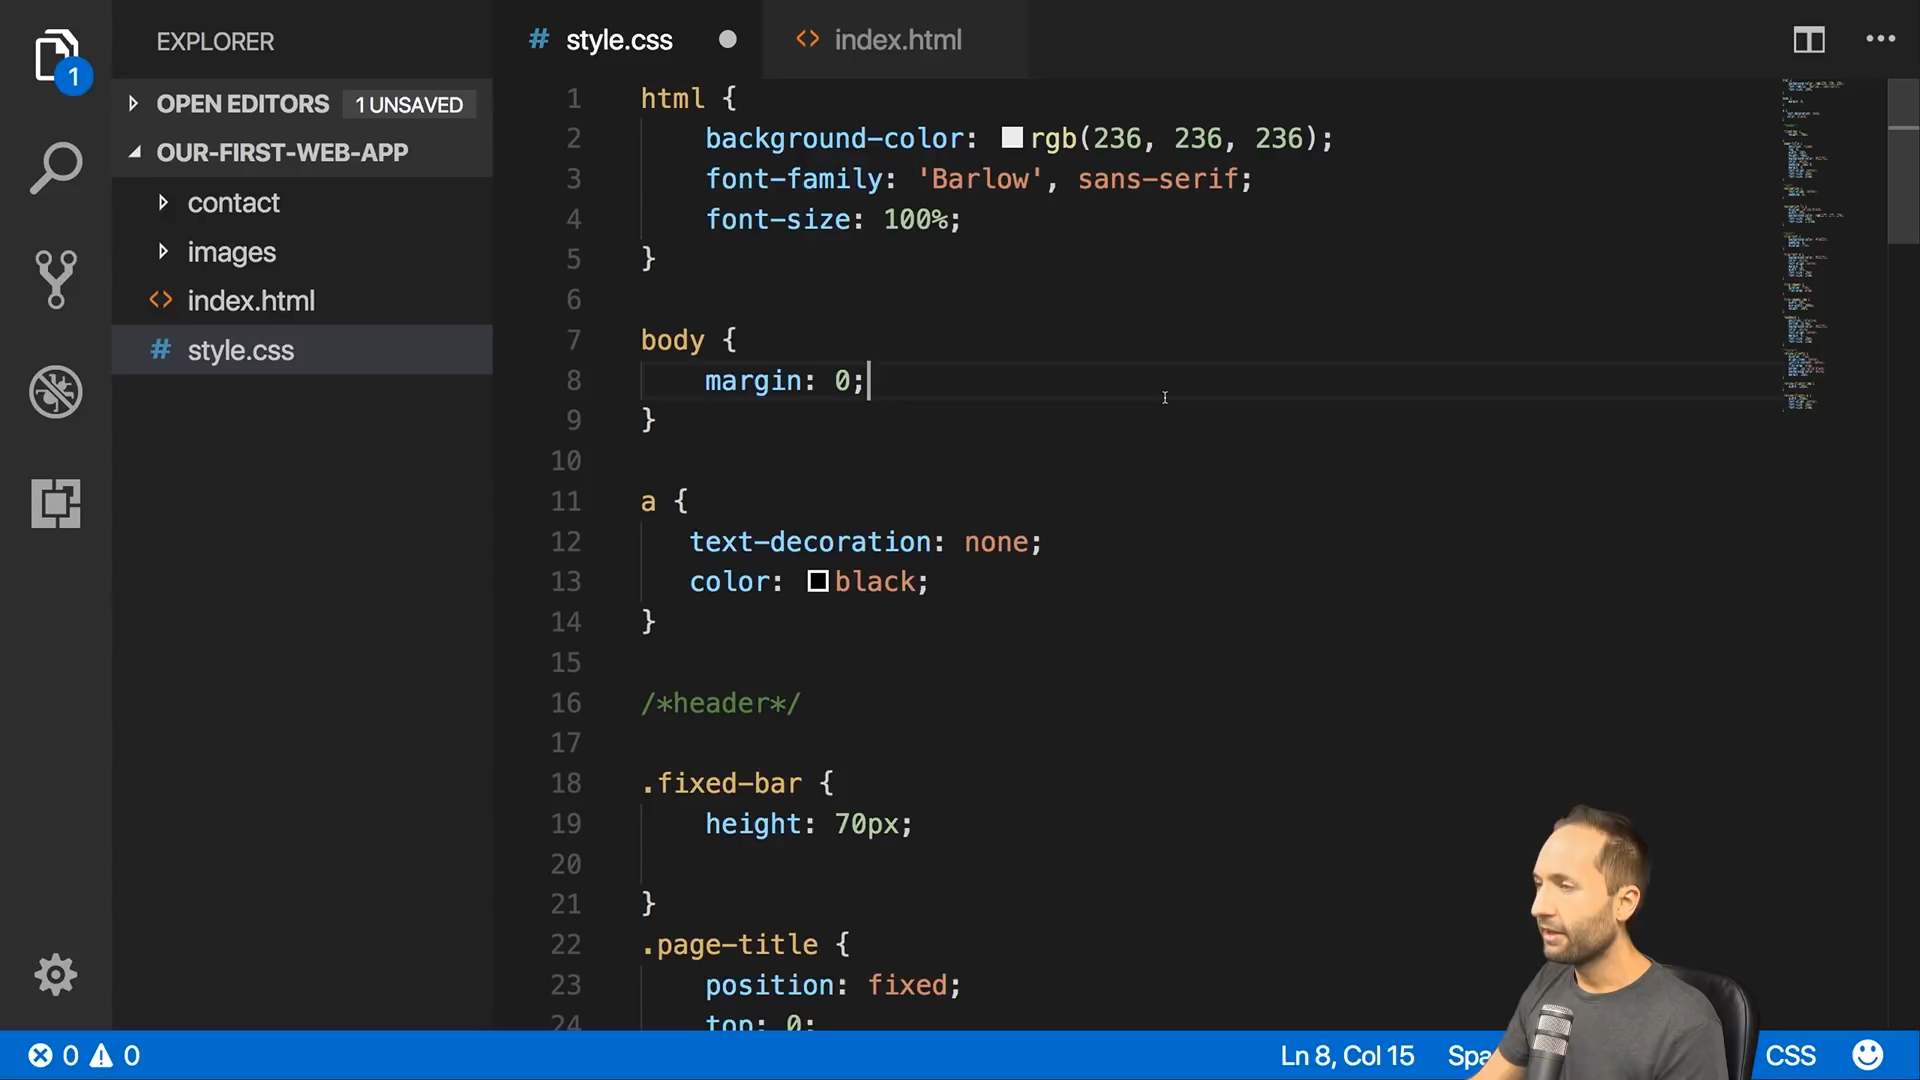 EXPLORER
OPEN EDITORS 1 UNSAVED
OUR-FIRST-WEB-APP
contact
images
<> index.html
# style.css
1
# style.css
<> index.html
1 html {
2 background-color: rgb(236, 236, 236);
3 font-family: 'Barlow', sans-serif;
4 font-size: 100%;
5 }
6
7 body {
8 margin: 0;
9 }
10
11 a {
12 text-decoration: none;
13 color: black;
14 }
15
16 /*header*/
17
18 .fixed-bar {
19 height: 70px;
20
21 }
22 .page-title {
23 position: fixed;
24 top: 0;
0 0
Ln 8, Col 15
CSS